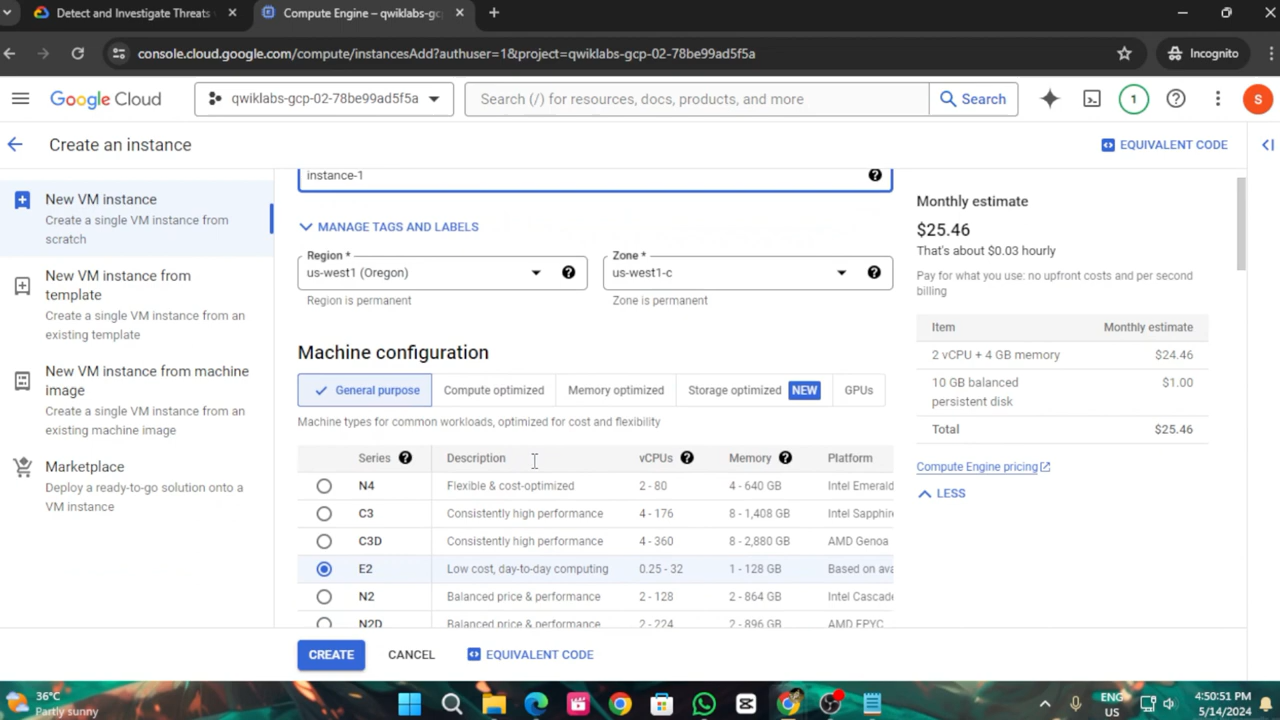 Detect and Investigate Threats
Compute Engine – qwiklabs-gc
console.cloud.google.com/compute/instancesAdd?authuser=1&project=qwiklabs-gcp-02-78be99ad5f5a
Incognito
Google Cloud
qwiklabs-gcp-02-78be99ad5f5a
Search (/) for resources, docs, products, and more
Search
1
S
Create an instance
EQUIVALENT CODE
New VM instance
Create a single VM instance from
scratch
New VM instance from
template
Create a single VM instance from an
existing template
New VM instance from machine
image
Create a single VM instance from an
existing machine image
Marketplace
Deploy a ready-to-go solution onto a
VM instance
instance-1
MANAGE TAGS AND LABELS
Region *
us-west1 (Oregon)
Region is permanent
Zone *
us-west1-c
Zone is permanent
Machine configuration
General purpose
Compute optimized
Memory optimized
Storage optimized NEW
GPUs
Machine types for common workloads, optimized for cost and flexibility
Series Description vCPUs Memory Platform
N4 Flexible & cost-optimized 2 - 80 4 - 640 GB Intel Emerald
C3 Consistently high performance 4 - 176 8 - 1,408 GB Intel Sapphire
C3D Consistently high performance 4 - 360 8 - 2,880 GB AMD Genoa
E2 Low cost, day-to-day computing 0.25 - 32 1 - 128 GB Based on ava
N2 Balanced price & performance 2 - 128 2 - 864 GB Intel Cascade
N2D Balanced price & performance 2 - 224 2 - 896 GB AMD EPYC
CREATE
CANCEL
EQUIVALENT CODE
Monthly estimate
$25.46
That's about $0.03 hourly
Pay for what you use: no upfront costs and per second
billing
Item Monthly estimate
2 vCPU + 4 GB memory $24.46
10 GB balanced $1.00
persistent disk
Total $25.46
Compute Engine pricing
LESS
36°C
Partly sunny
ENG
US
4:50:51 PM
5/14/2024